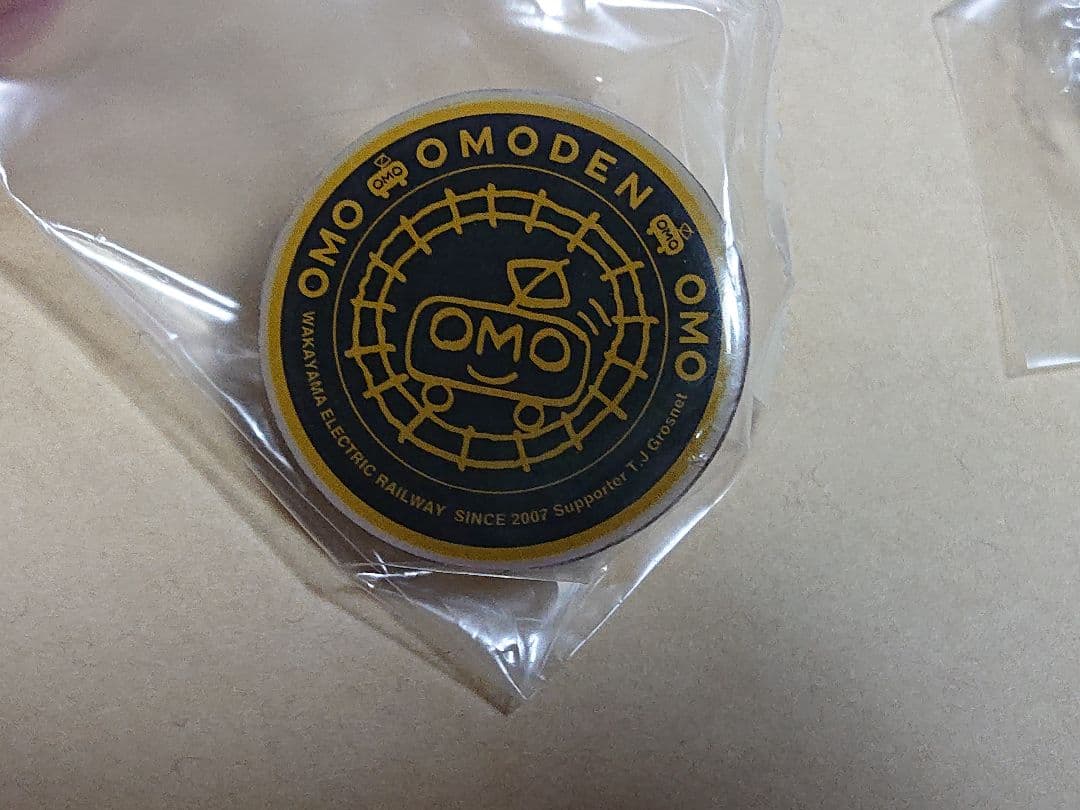 OMO OMO OMODEN OMO OMO
OMO
WAKAYAMA ELECTRIC RAILWAY SINCE 2007 Supporter T.J Grosnet